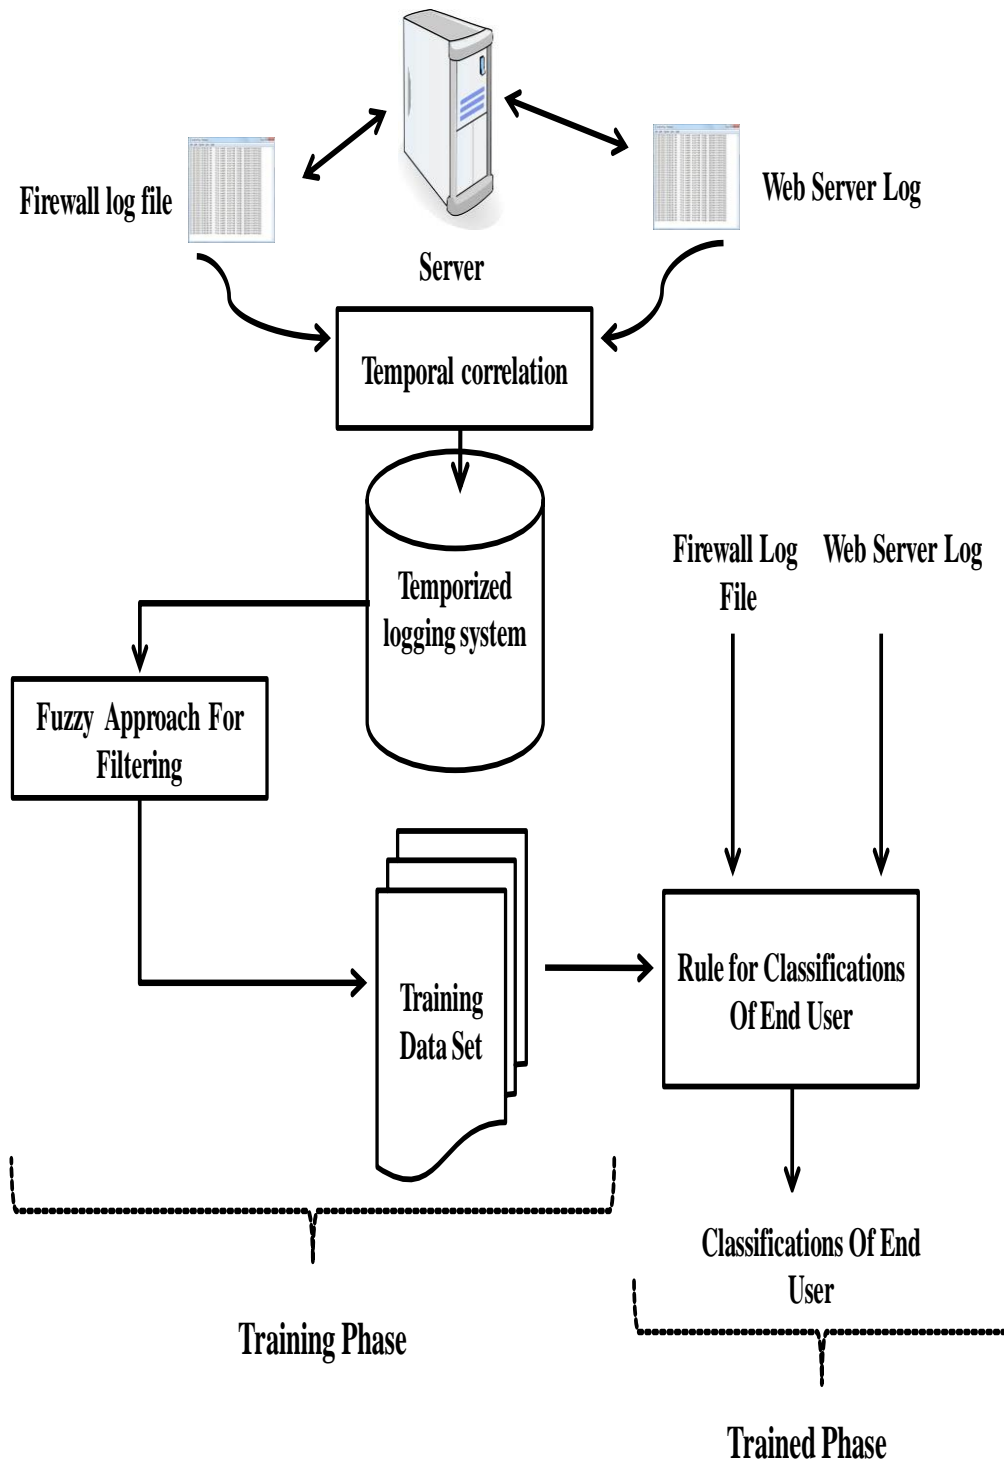 Firewall log file
Web Server Log
Server
Temporal correlation
Temporized
logging system
Firewall Log
File
Web Server Log
Fuzzy Approach For
Filtering
Training
Data Set
Rule for Classifications
Of End User
Classifications Of End
User
Training Phase
Trained Phase